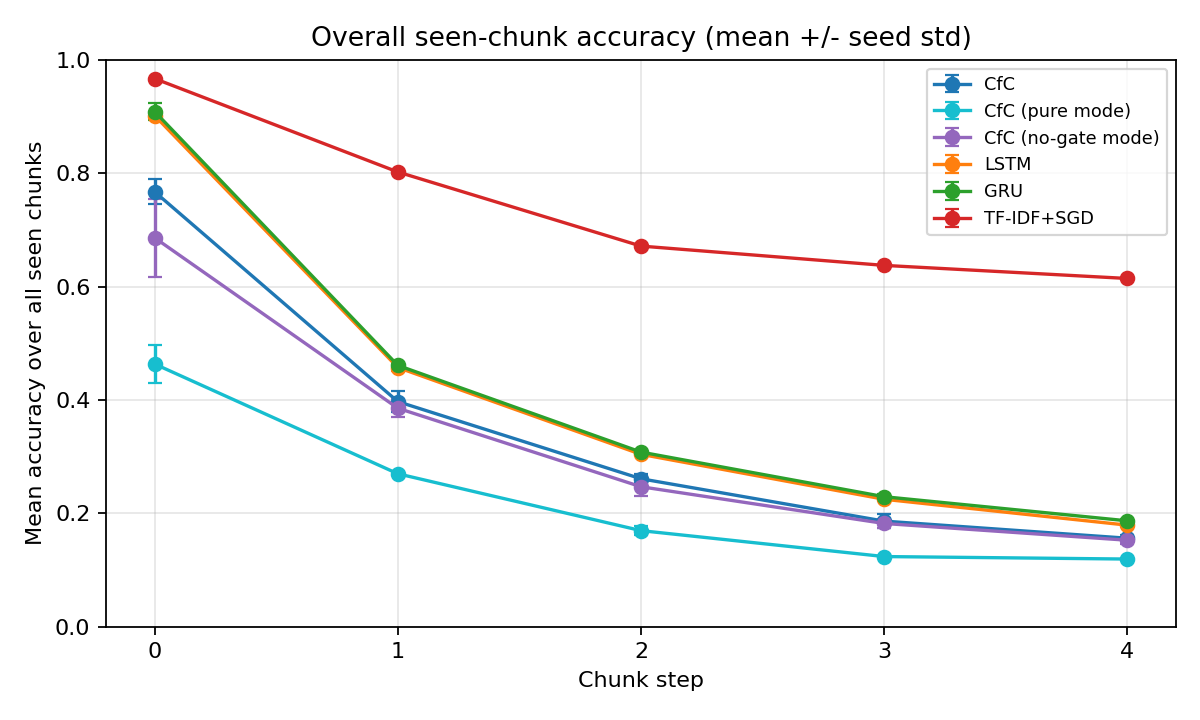 Overall seen-chunk accuracy (mean +/- seed std)
Mean accuracy over all seen chunks
1.0
0.8
0.6
0.4
0.2
0.0
CfC
CfC (pure mode)
CfC (no-gate mode)
LSTM
GRU
TF-IDF+SGD
0 1 2 3 4
Chunk step